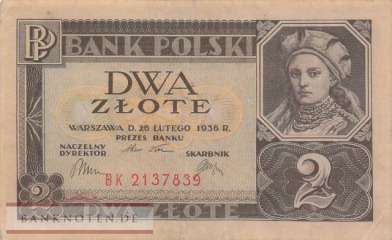 BP
BANK POLSKI
DWA
ZŁOTE
WARSZAWA D. 26 LUTEGO 1936 R.
PREZES BANKU
NACZELNY
DYREKTOR
SKARBNIK
BK 2137839
2
2
ZŁOTE
BANKNOTEN.DE